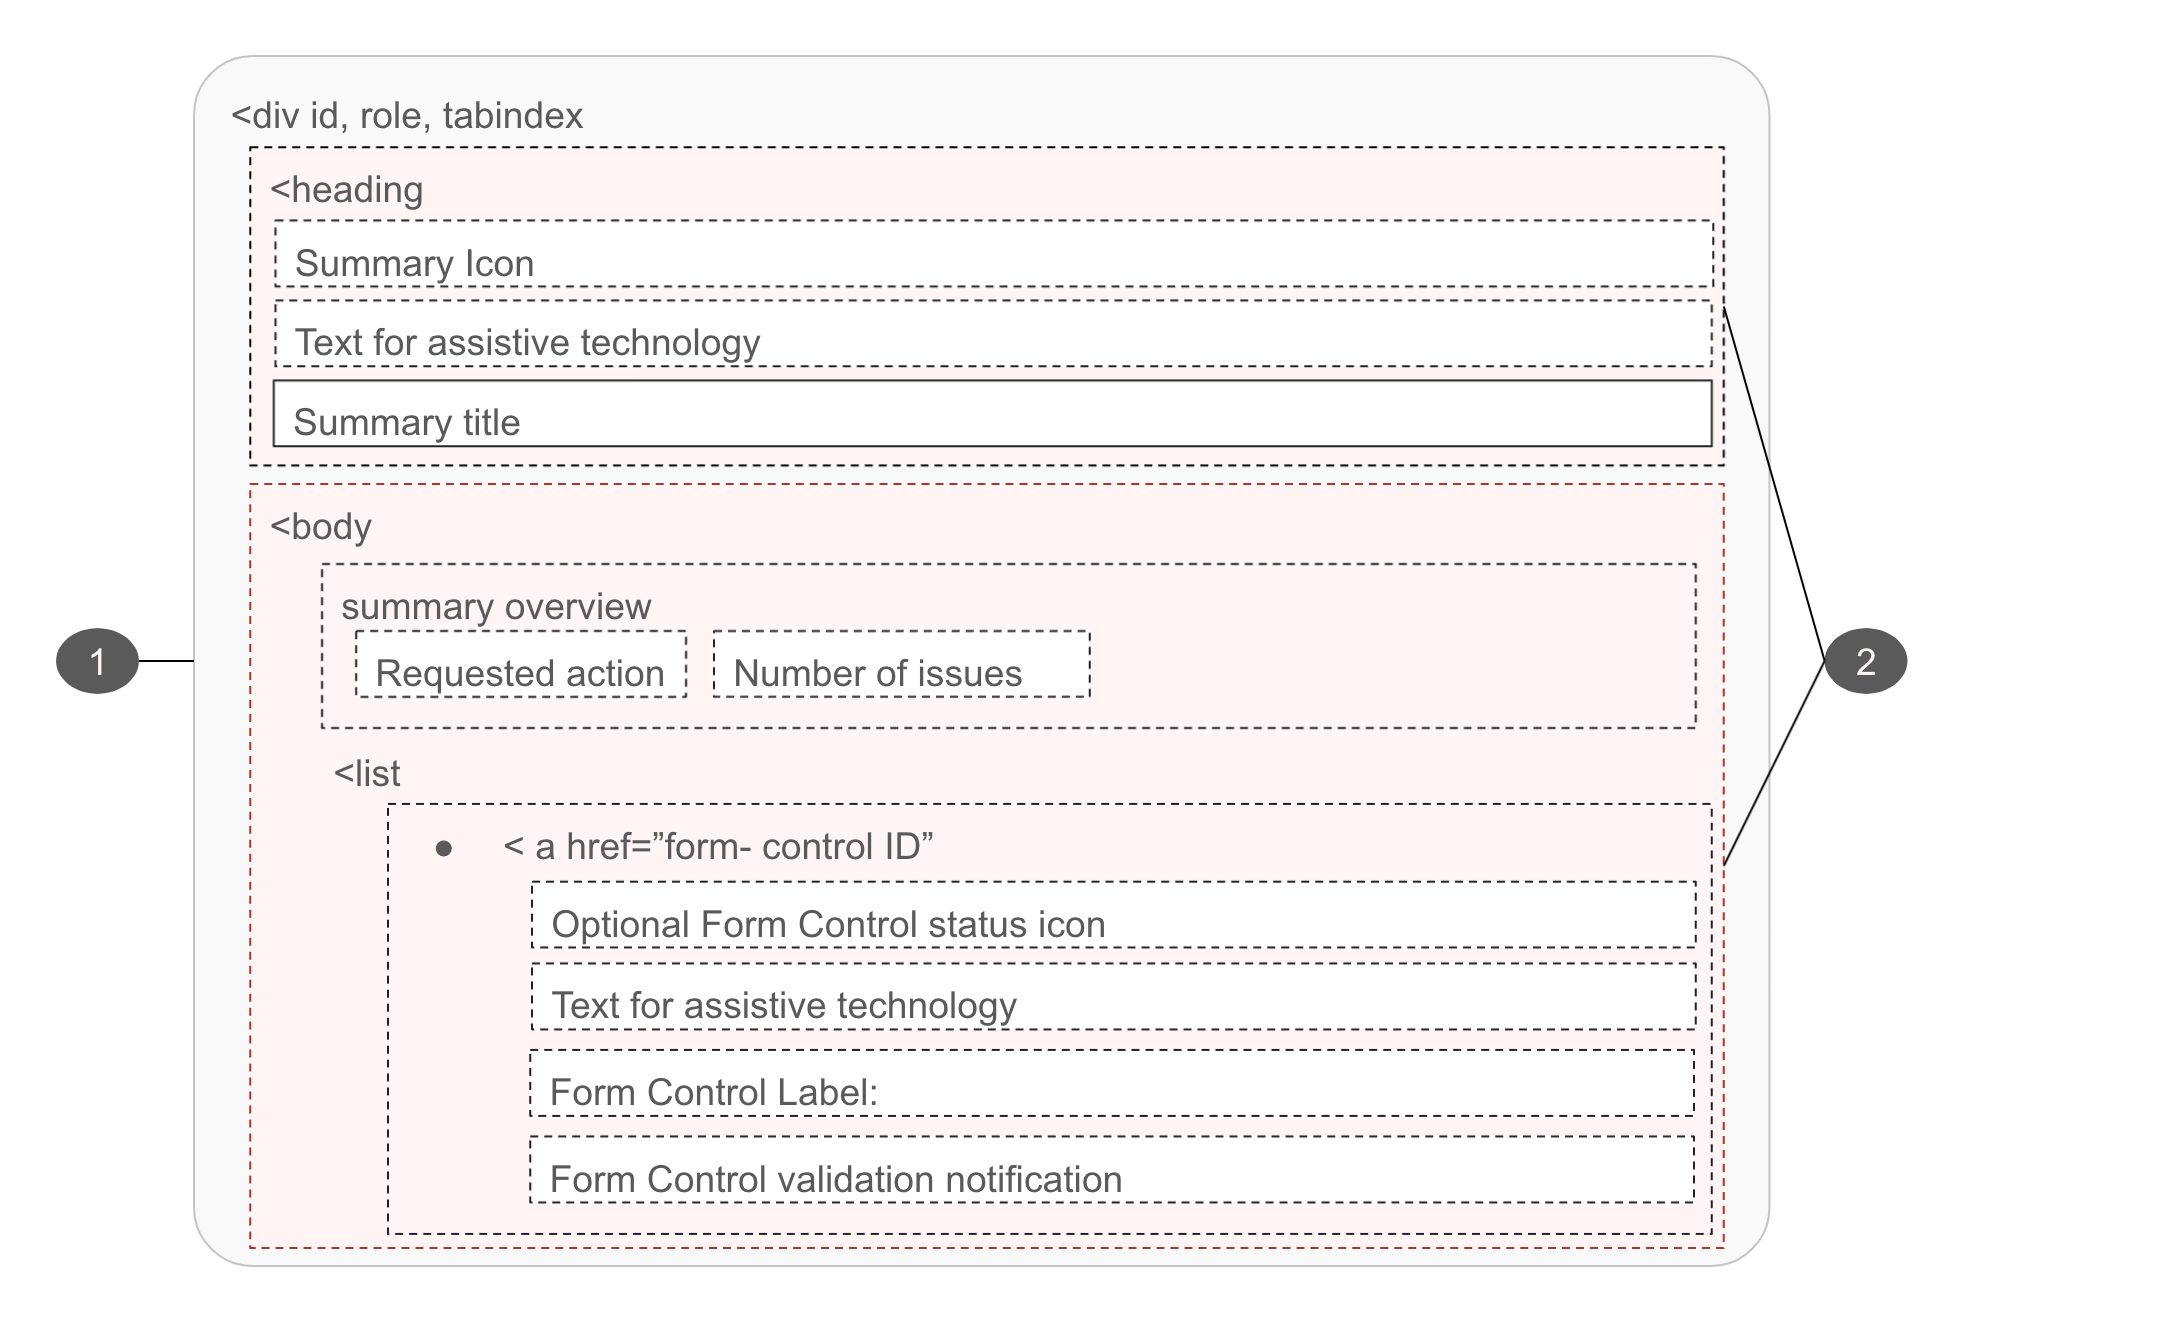 <div id, role, tabindex
<heading
Summary Icon
Text for assistive technology
Summary title
<body
summary overview
Requested action
Number of issues
1
2
<list
● < a href=”form- control ID”
Optional Form Control status icon
Text for assistive technology
Form Control Label:
Form Control validation notification